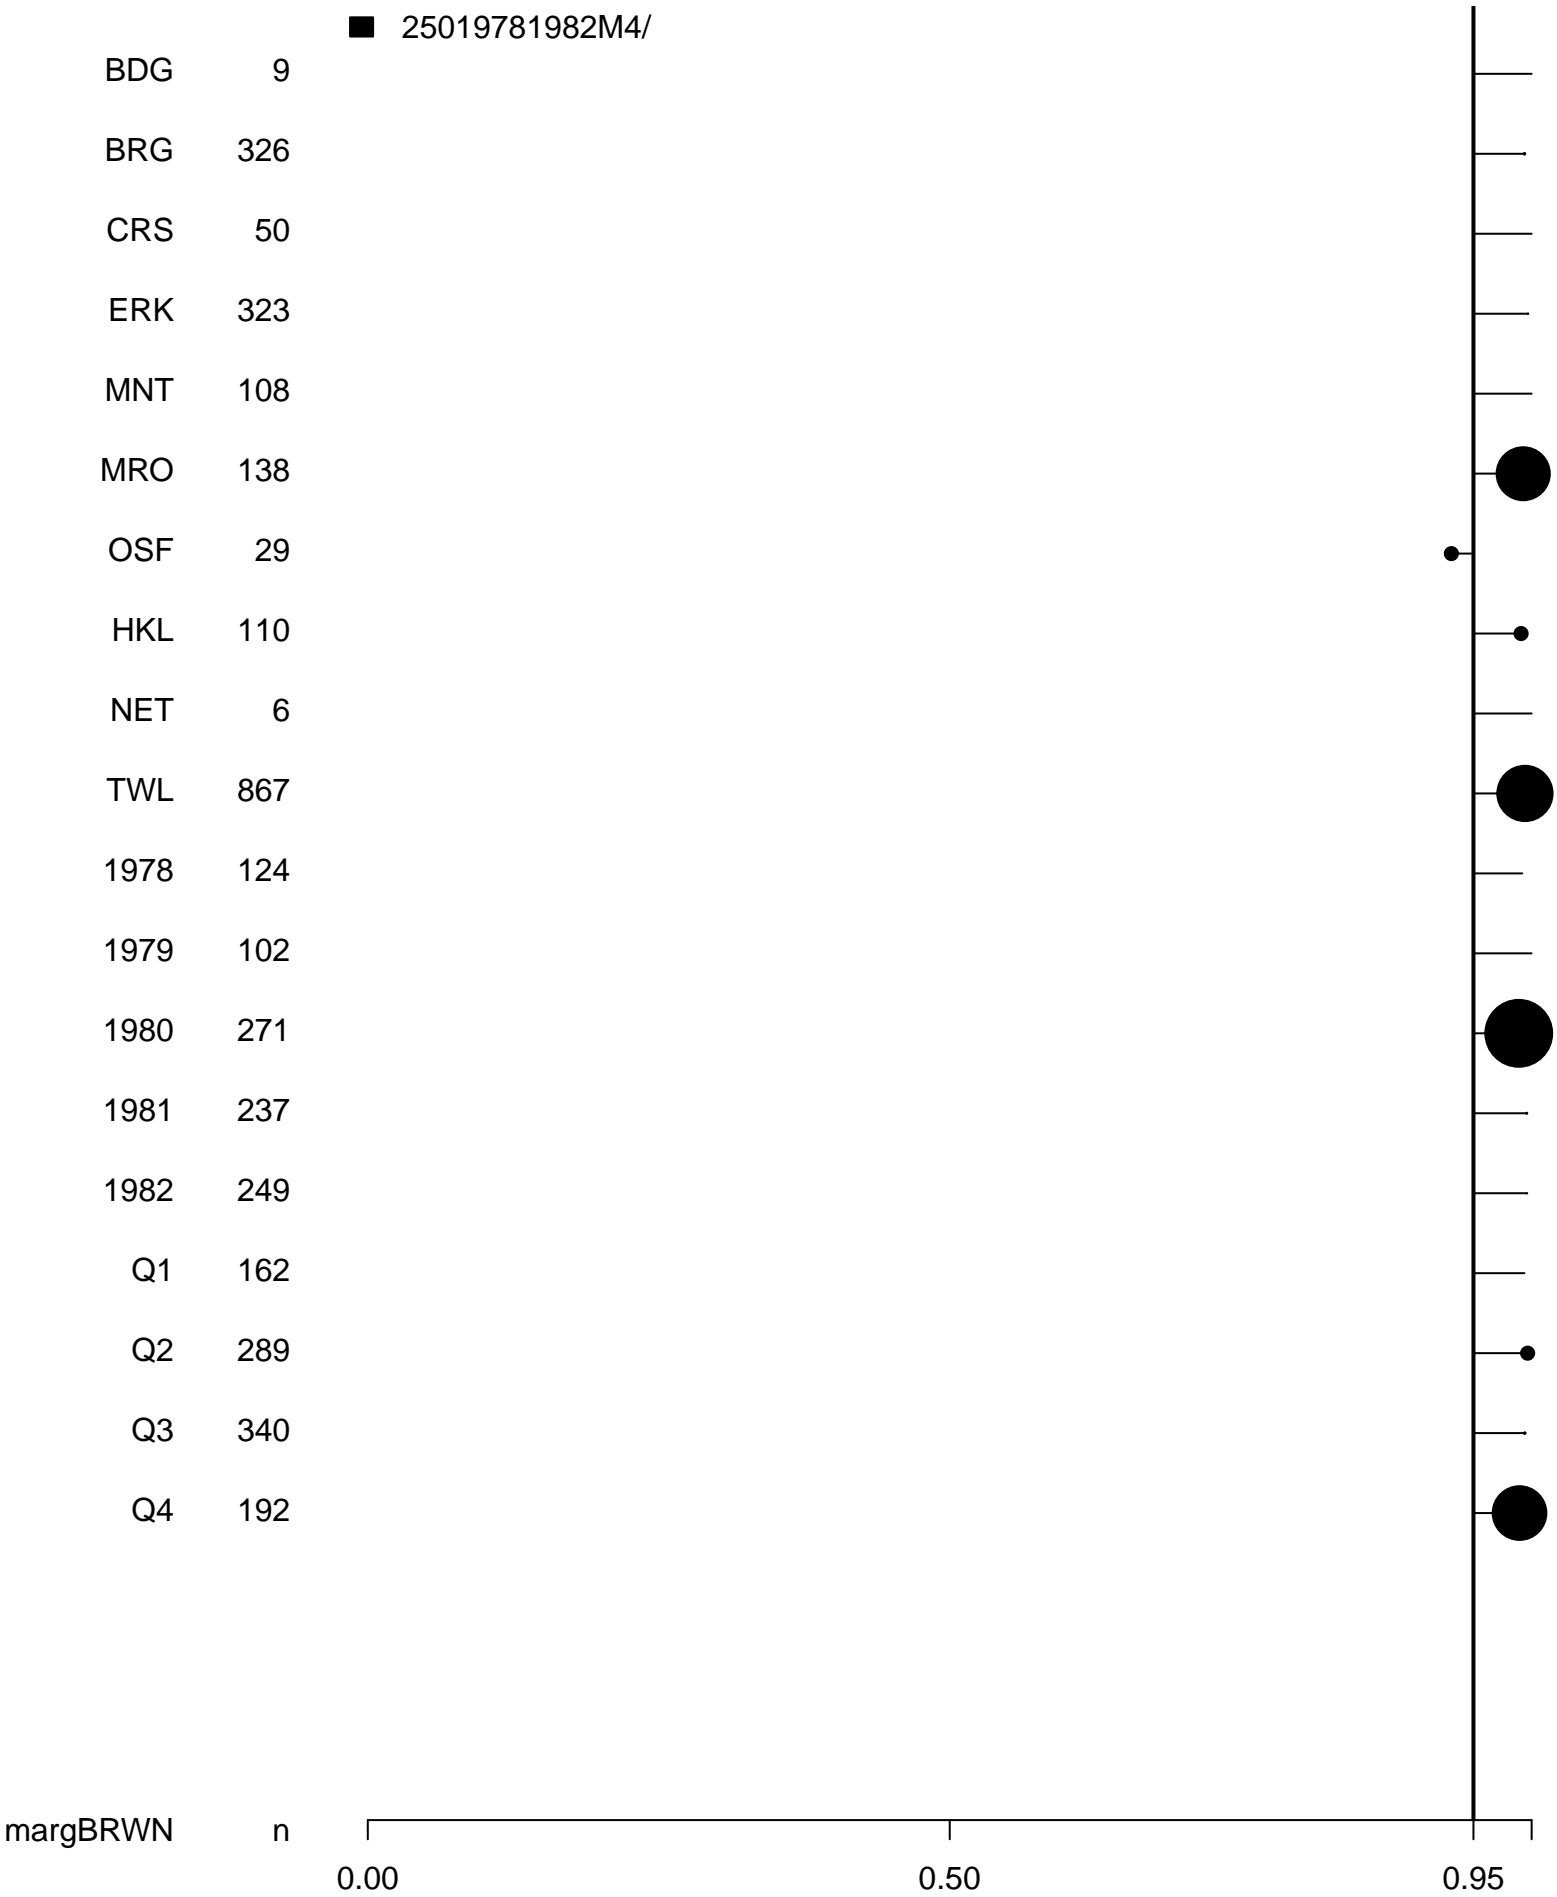 25019781982M4/
BDG 9
BRG 326
CRS 50
ERK 323
MNT 108
MRO 138
OSF 29
HKL 110
NET 6
TWL 867
1978 124
1979 102
1980 271
1981 237
1982 249
Q1 162
Q2 289
Q3 340
Q4 192
margBRWN n
0.00 0.50 0.95